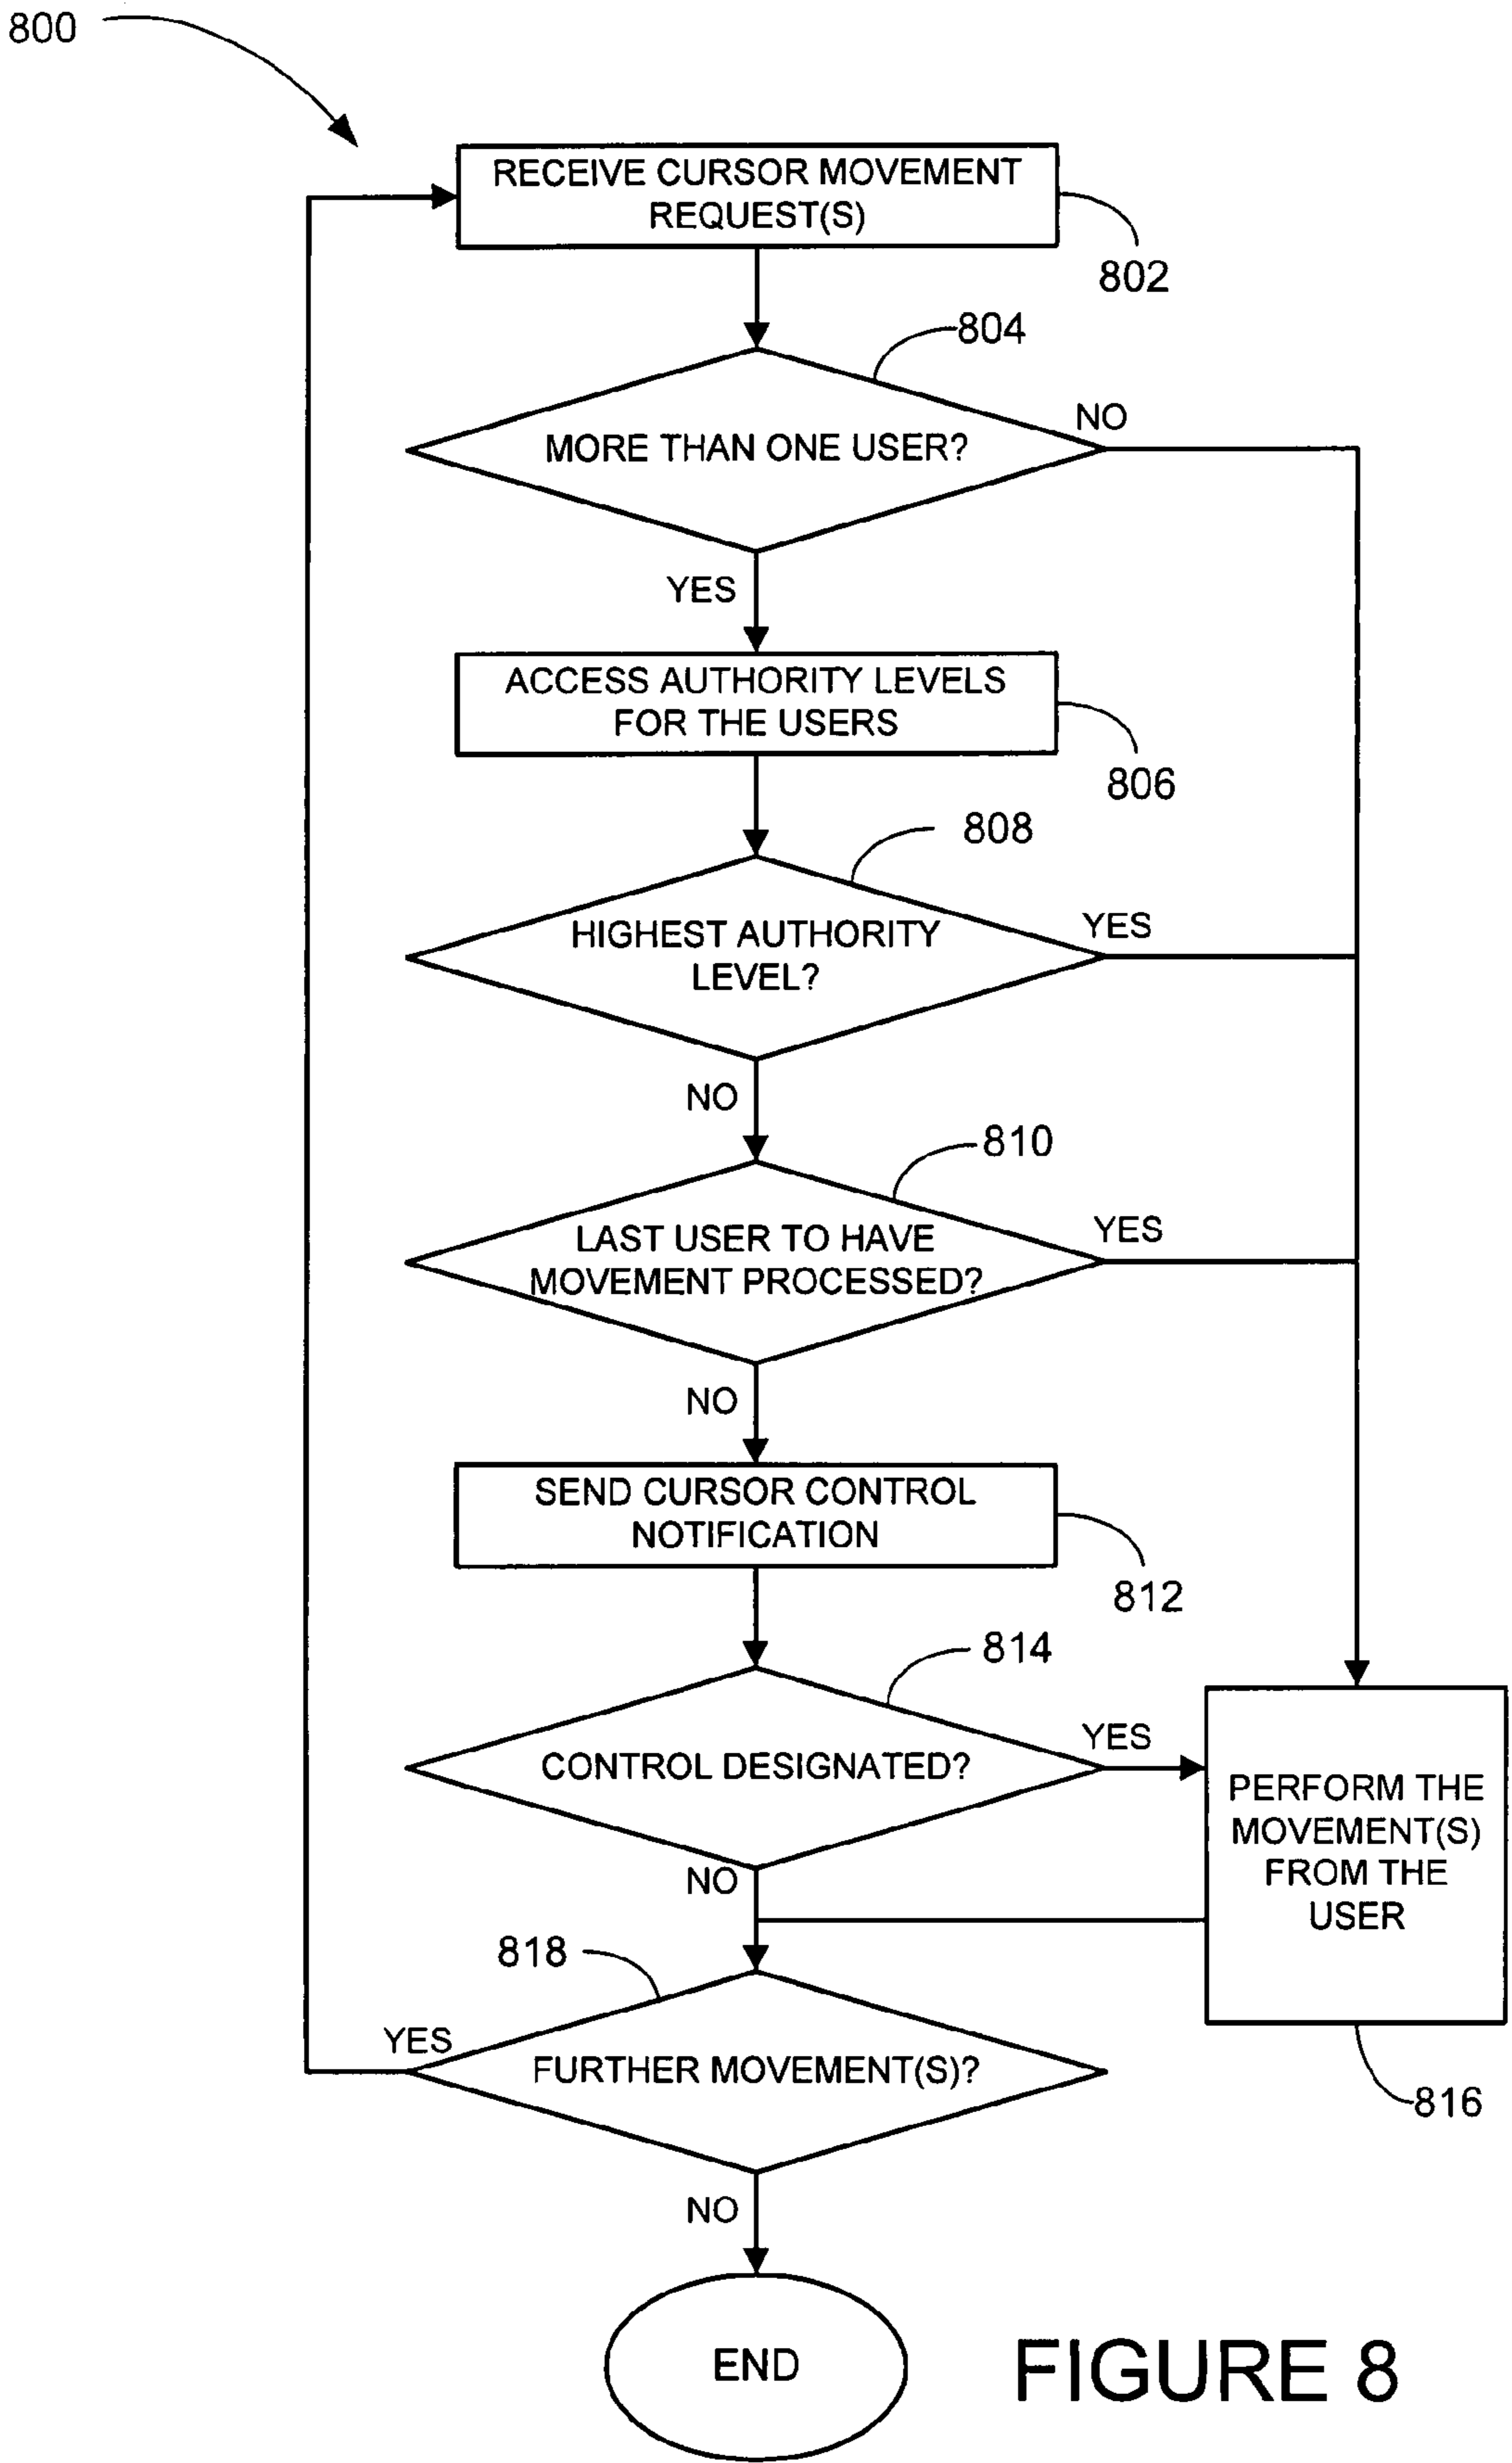 800
RECEIVE CURSOR MOVEMENT
REQUEST(S)
802
804
MORE THAN ONE USER?
NO
YES
ACCESS AUTHORITY LEVELS
FOR THE USERS
806
808
HIGHEST AUTHORITY
LEVEL?
YES
NO
810
LAST USER TO HAVE
MOVEMENT PROCESSED?
YES
NO
SEND CURSOR CONTROL
NOTIFICATION
812
814
CONTROL DESIGNATED?
YES
NO
PERFORM THE
MOVEMENT(S)
FROM THE
USER
816
818
FURTHER MOVEMENT(S)?
YES
NO
END
FIGURE 8